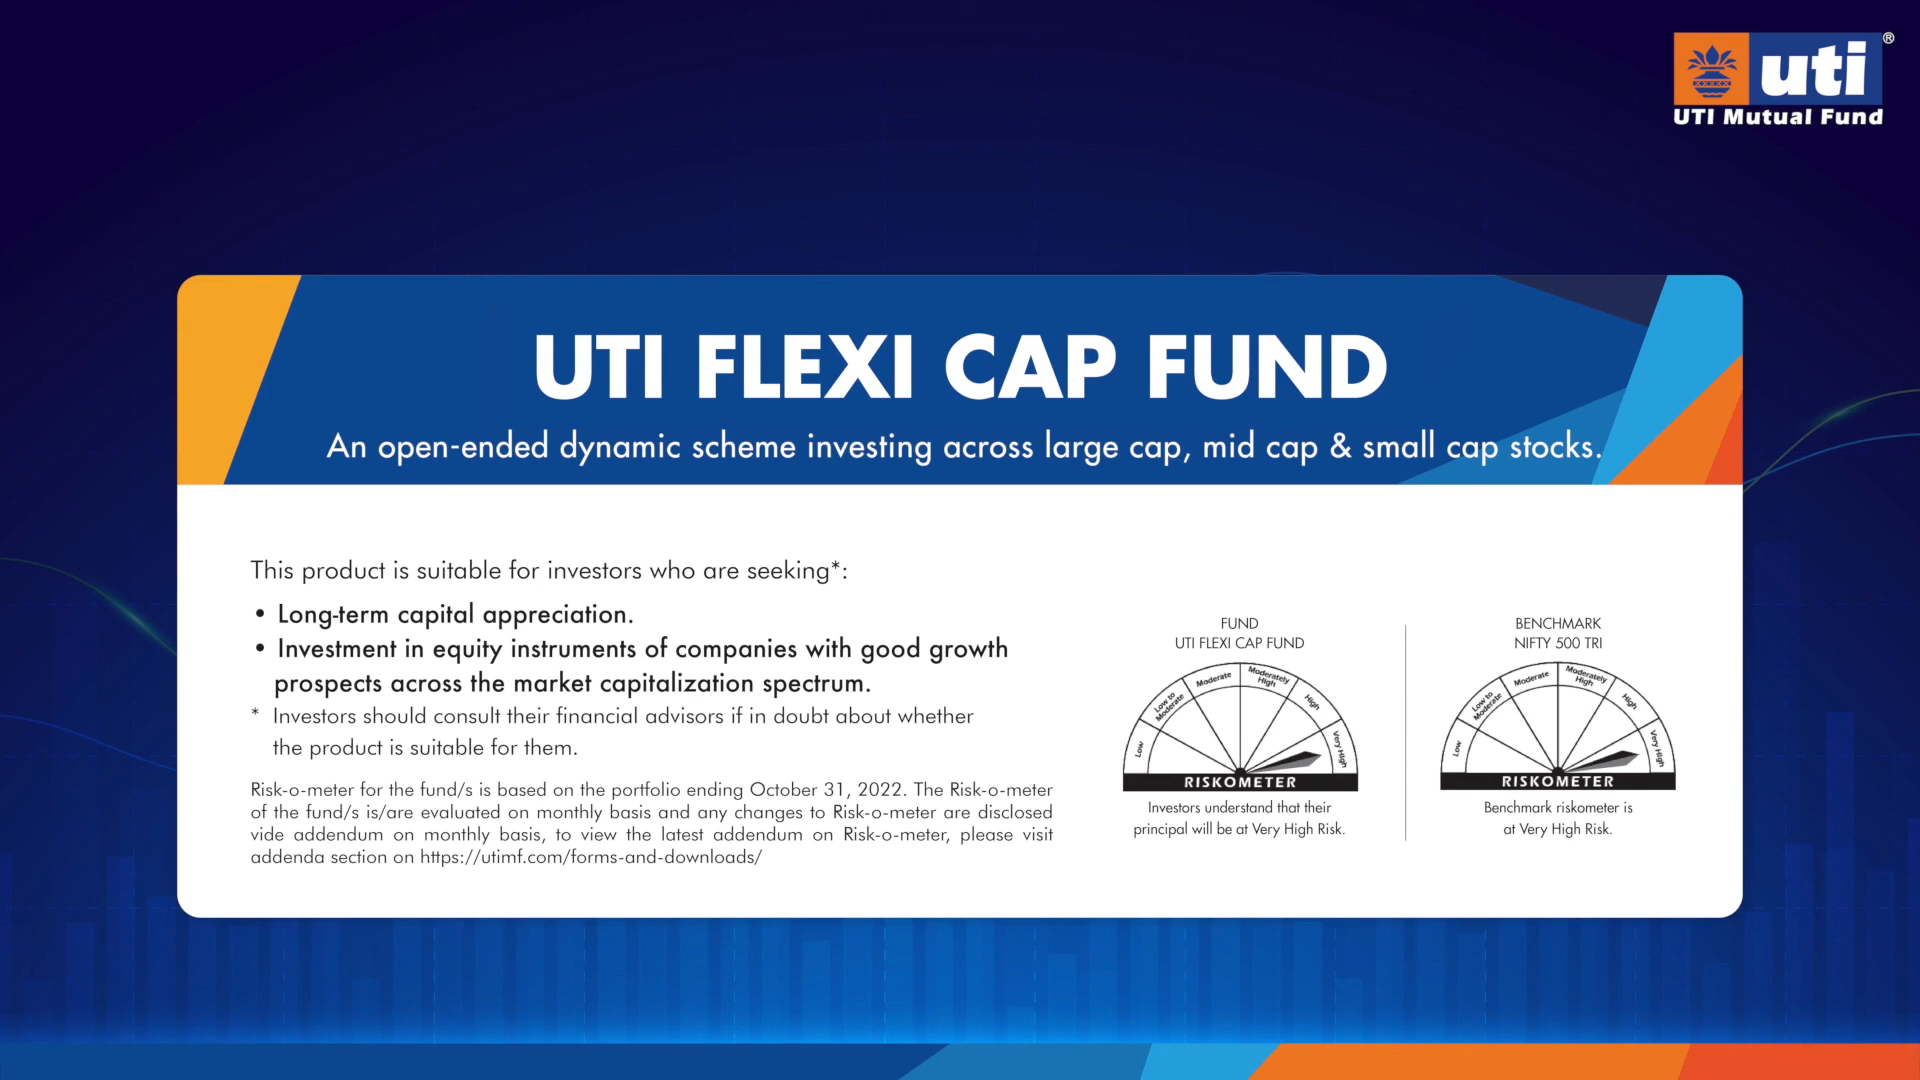 uti®
UTI Mutual Fund
UTI FLEXI CAP FUND
An open-ended dynamic scheme investing across large cap, mid cap & small cap stocks.
This product is suitable for investors who are seeking*:
• Long-term capital appreciation.
• Investment in equity instruments of companies with good growth
prospects across the market capitalization spectrum.
* Investors should consult their financial advisors if in doubt about whether
the product is suitable for them.
Risk-o-meter for the fund/s is based on the portfolio ending October 31, 2022. The Risk-o-meter
of the fund/s is/are evaluated on monthly basis and any changes to Risk-o-meter are disclosed
vide addendum on monthly basis, to view the latest addendum on Risk-o-meter, please visit
addenda section on https://utimf.com/forms-and-downloads/
FUND
UTI FLEXI CAP FUND
Low
Low to
Moderate
Moderate
Moderately
High
High
Very High
RISKOMETER
Investors understand that their
principal will be at Very High Risk.
BENCHMARK
NIFTY 500 TRI
Low
Low to
Moderate
Moderate
Moderately
High
High
Very High
RISKOMETER
Benchmark riskometer is
at Very High Risk.